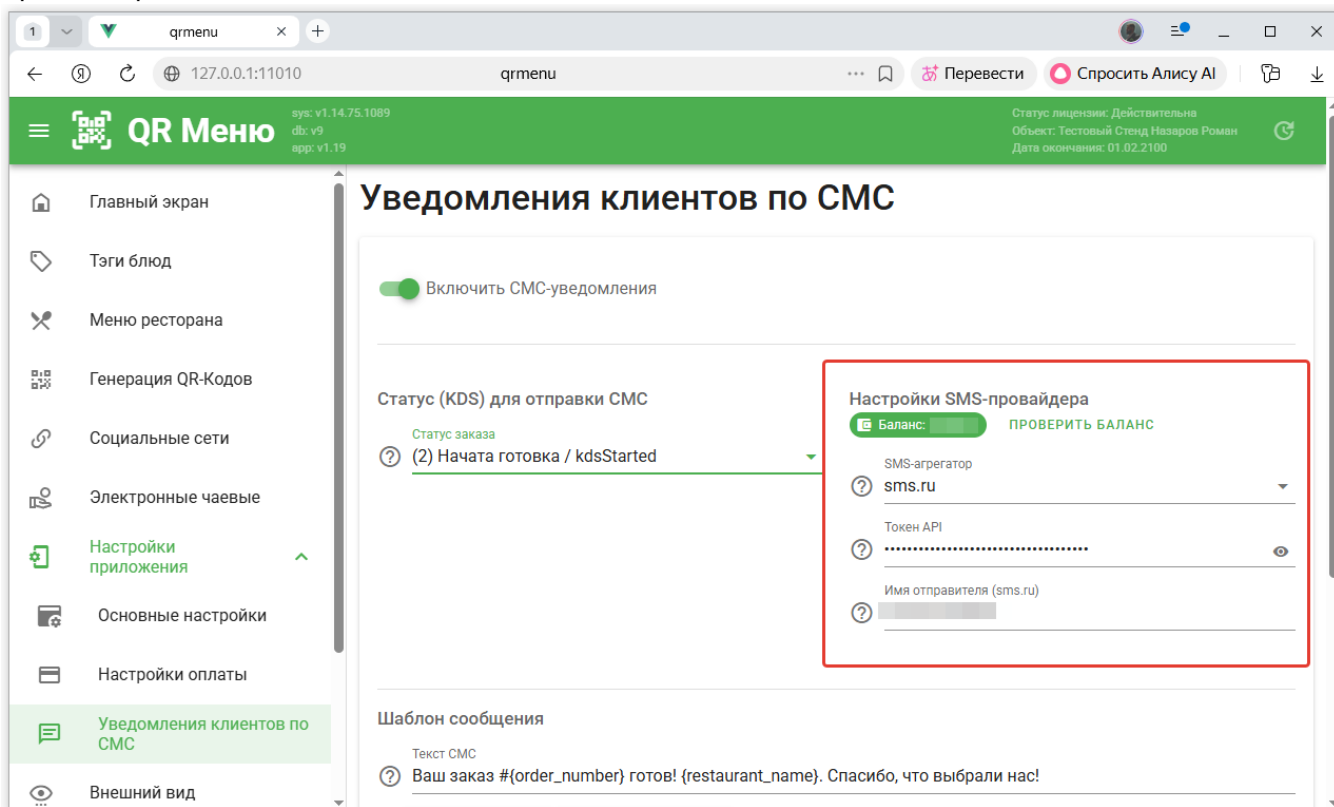 1
qrmenu
127.0.0.1:11010
qrmenu
Перевести
Спросить Алису AI
QR Меню
sys: v1.14.75.1089
db: v9
app: v1.19
Статус лицензии: Действительна
Объект: Тестовый Стенд Назаров Роман
Дата окончания: 01.02.2100
Главный экран
Тэги блюд
Меню ресторана
Генерация QR-Кодов
Социальные сети
Электронные чаевые
Настройки
приложения
Основные настройки
Настройки оплаты
Уведомления клиентов по
СМС
Внешний вид
Уведомления клиентов по СМС
Включить СМС-уведомления
Статус (KDS) для отправки СМС
Статус заказа
(2) Начата готовка / kdsStarted
Настройки SMS-провайдера
Баланс:
ПРОВЕРИТЬ БАЛАНС
SMS-агрегатор
sms.ru
Токен API
Имя отправителя (sms.ru)
Шаблон сообщения
Текст СМС
Ваш заказ #{order_number} готов! {restaurant_name}. Спасибо, что выбрали нас!